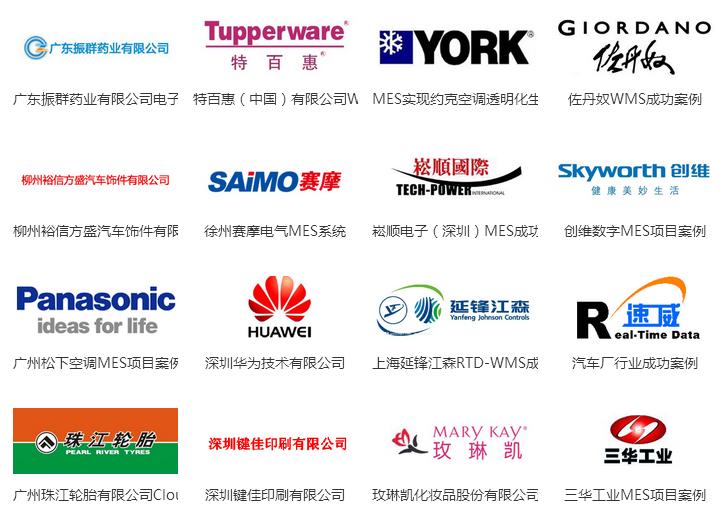 广东振群药业有限公司
Tupperware
特百惠
YORK
GIORDANO
佐丹奴
广东振群药业有限公司电子
特百惠（中国）有限公司W
MES实现约克空调透明化生
佐丹奴WMS成功案例
柳州裕信方盛汽车饰件有限公司
SAiMO赛摩
崧順國際
TECH-POWER INTERNATIONAL
Skyworth 创维
健康美妙生活
柳州裕信方盛汽车饰件有限
徐州赛摩电气MES系统
崧顺电子（深圳）MES成功
创维数字MES项目案例
Panasonic
ideas for life
HUAWEI
延锋江森
Yanfeng Johnson Controls
速威
Real-Time Data
广州松下空调MES项目案例
深圳华为技术有限公司
上海延锋江森RTD-WMS成
汽车厂行业成功案例
珠江轮胎
PEARL RIVER TYRES
深圳键佳印刷有限公司
MARY KAY
玫琳凯
三华工业
广州珠江轮胎有限公司Clou
深圳键佳印刷有限公司
玫琳凯化妆品股份有限公司
三华工业MES项目案例